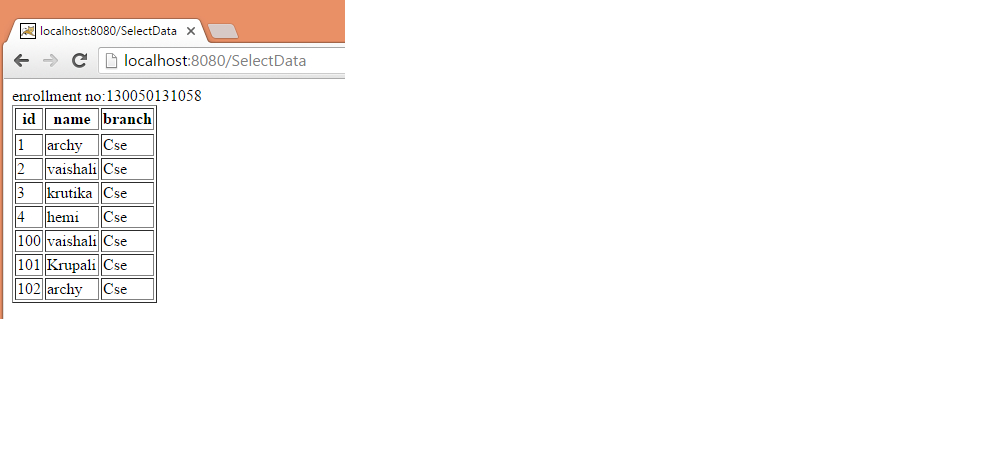 localhost:8080/SelectData
localhost:8080/SelectData
enrollment no:130050131058
id name branch
1 archy Cse
2 vaishali Cse
3 krutika Cse
4 hemi Cse
100 vaishali Cse
101 Krupali Cse
102 archy Cse